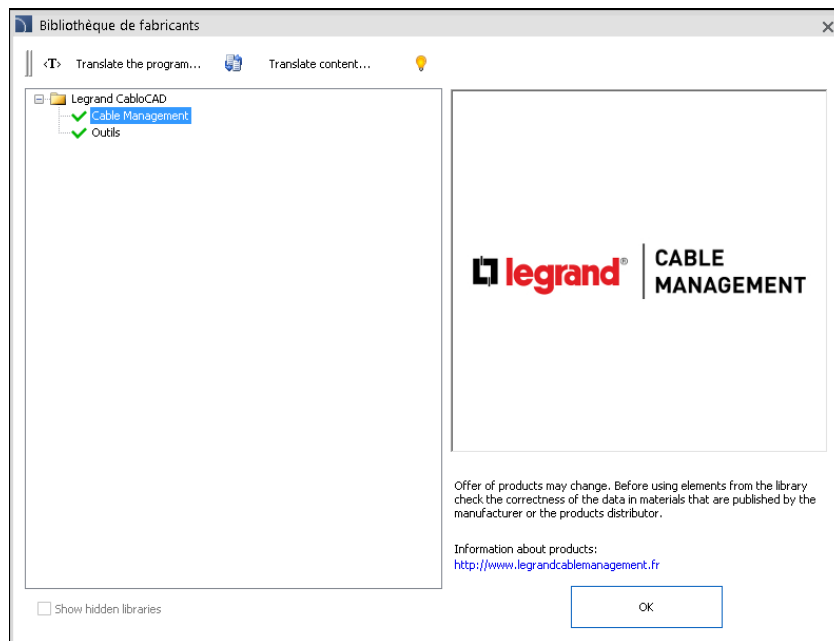 Bibliothèque de fabricants
<T> Translate the program... Translate content...
Legrand CabloCAD
Cable Management
Outils
legrand®
CABLE
MANAGEMENT
Offer of products may change. Before using elements from the library
check the correctness of the data in materials that are published by the
manufacturer or the products distributor.
Information about products:
http://www.legrandcablemanagement.fr
Show hidden libraries
OK